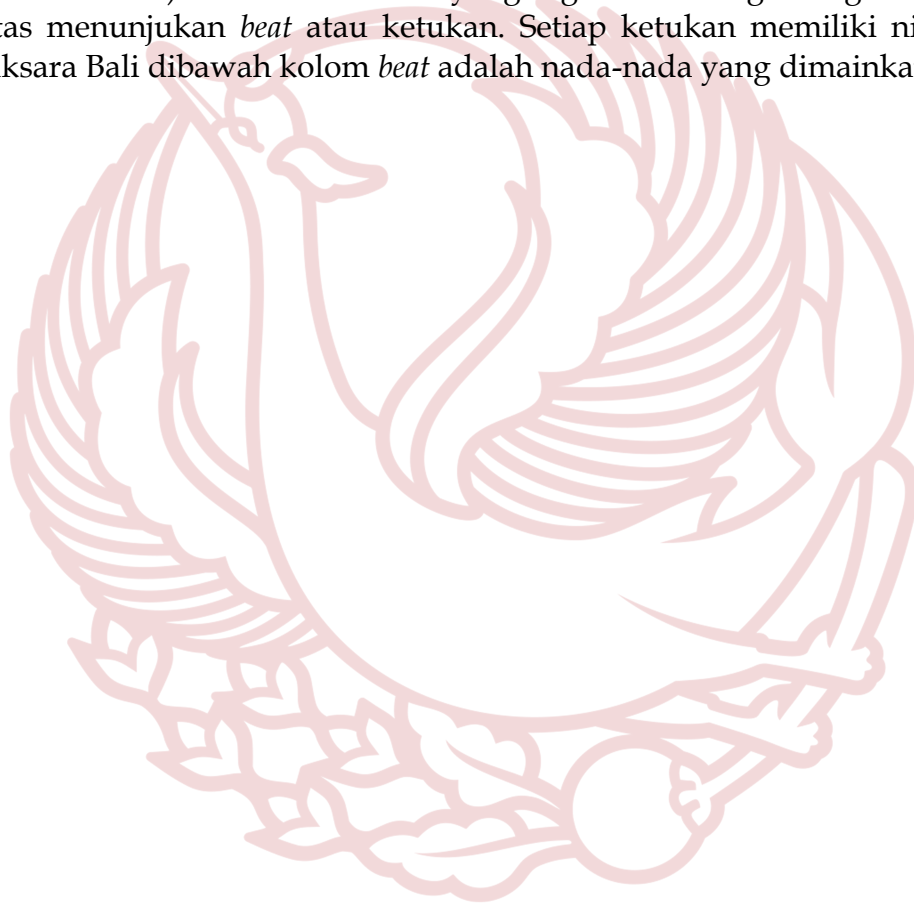 tas menunjukan beat atau ketukan. Setiap ketukan memiliki ni
ksara Bali dibawah kolom beat adalah nada-nada yang dimainka